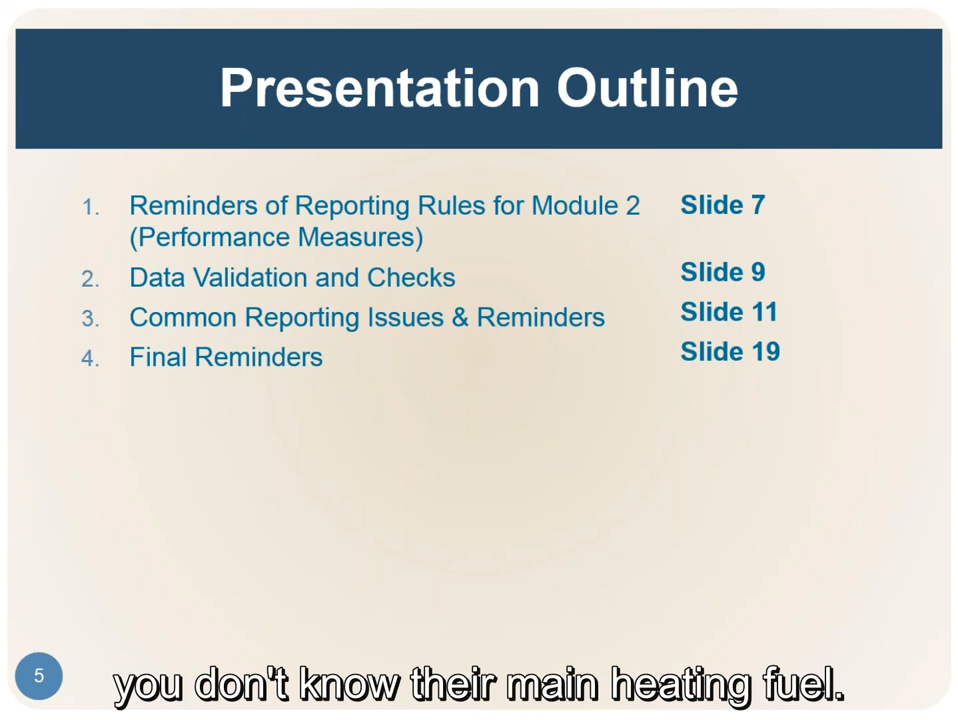 Presentation Outline
1. Reminders of Reporting Rules for Module 2 Slide 7
(Performance Measures)
2. Data Validation and Checks Slide 9
3. Common Reporting Issues & Reminders Slide 11
4. Final Reminders Slide 19
5
you don't know their main heating fuel.